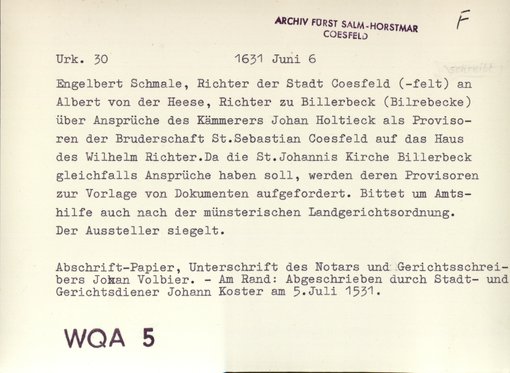 ARCHIV FÜRST SALM-HORSTMAR
COESFELD
F
Urk. 30 1631 Juni 6
schreibt
Engelbert Schmale, Richter der Stadt Coesfeld (-felt) an
Albert von der Heese, Richter zu Billerbeck (Bilrebecke)
über Ansprüche des Kämmerers Johan Holtieck als Proviso-
ren der Bruderschaft St.Sebastian Coesfeld auf das Haus
des Wilhelm Richter.Da die St.Johannis Kirche Billerbeck
gleichfalls Ansprüche haben soll, werden deren Provisoren
zur Vorlage von Dokumenten aufgefordert. Bittet um Amts-
hilfe auch nach der münsterischen Landgerichtsordnung.
Der Aussteller siegelt.
Abschrift-Papier, Unterschrift des Notars und Gerichtsschrei-
bers Johan Volbier. - Am Rand: Abgeschrieben durch Stadt- und
Gerichtsdiener Johann Koster am 5.Juli 1531.
WQA 5